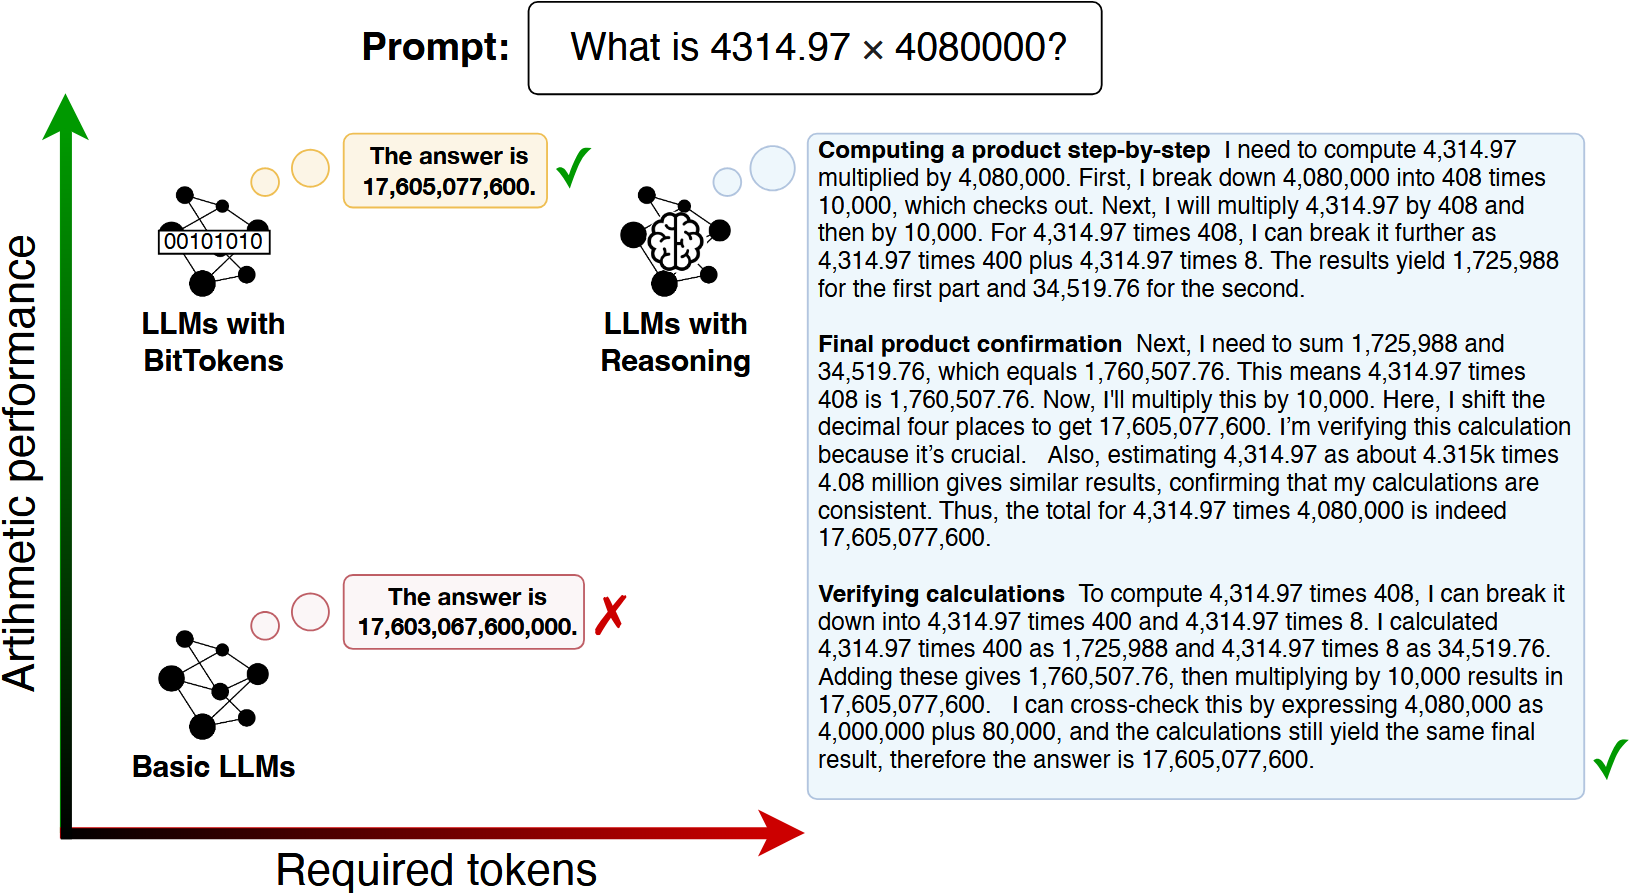 Prompt: What is 4314.97 × 4080000?
Artihmetic performance
The answer is
17,605,077,600.
00101010
LLMs with
BitTokens
LLMs with
Reasoning
Computing a product step-by-step I need to compute 4,314.97
multiplied by 4,080,000. First, I break down 4,080,000 into 408 times
10,000, which checks out. Next, I will multiply 4,314.97 by 408 and
then by 10,000. For 4,314.97 times 408, I can break it further as
4,314.97 times 400 plus 4,314.97 times 8. The results yield 1,725,988
for the first part and 34,519.76 for the second.
Final product confirmation Next, I need to sum 1,725,988 and
34,519.76, which equals 1,760,507.76. This means 4,314.97 times
408 is 1,760,507.76. Now, I'll multiply this by 10,000. Here, I shift the
decimal four places to get 17,605,077,600. I’m verifying this calculation
because it’s crucial. Also, estimating 4,314.97 as about 4.315k times
4.08 million gives similar results, confirming that my calculations are
consistent. Thus, the total for 4,314.97 times 4,080,000 is indeed
17,605,077,600.
Verifying calculations To compute 4,314.97 times 408, I can break it
down into 4,314.97 times 400 and 4,314.97 times 8. I calculated
4,314.97 times 400 as 1,725,988 and 4,314.97 times 8 as 34,519.76.
Adding these gives 1,760,507.76, then multiplying by 10,000 results in
17,605,077,600. I can cross-check this by expressing 4,080,000 as
4,000,000 plus 80,000, and the calculations still yield the same final
result, therefore the answer is 17,605,077,600.
The answer is
17,603,067,600,000.
Basic LLMs
Required tokens